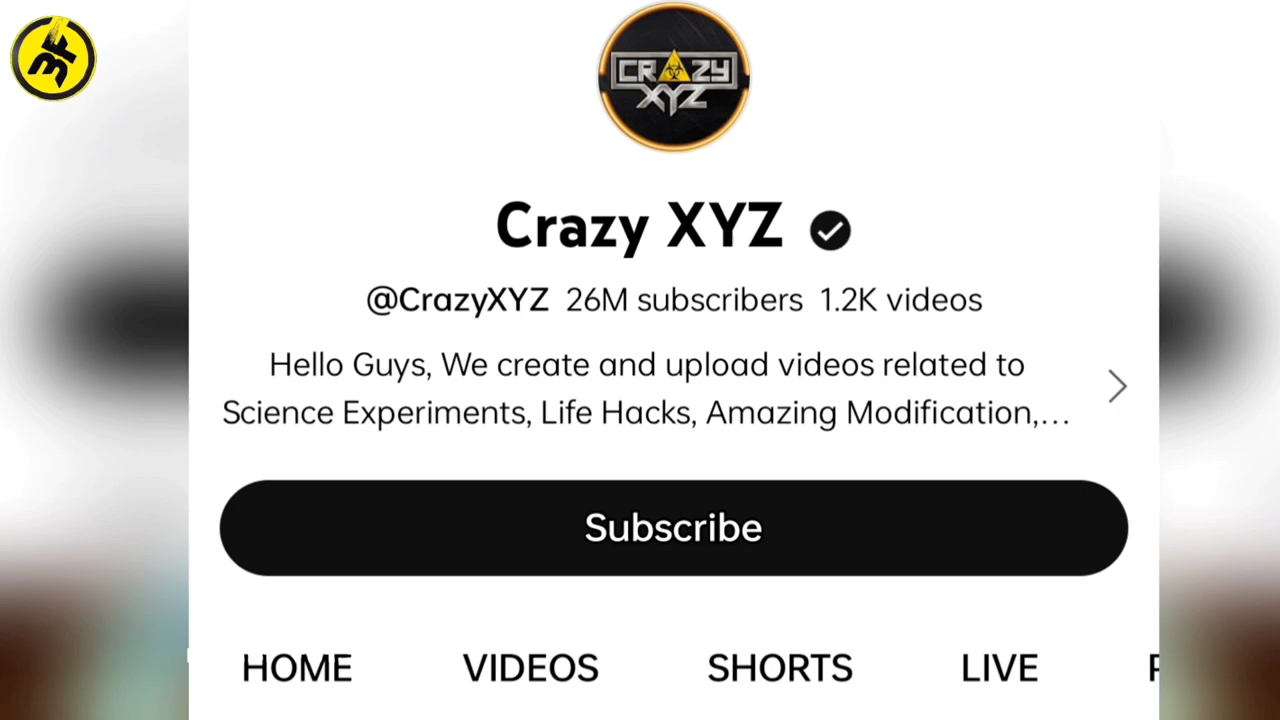 CRAZY
XYZ
Crazy XYZ
@CrazyXYZ 26M subscribers 1.2K videos
Hello Guys, We create and upload videos related to
Science Experiments, Life Hacks, Amazing Modification,...
Subscribe
HOME VIDEOS SHORTS LIVE